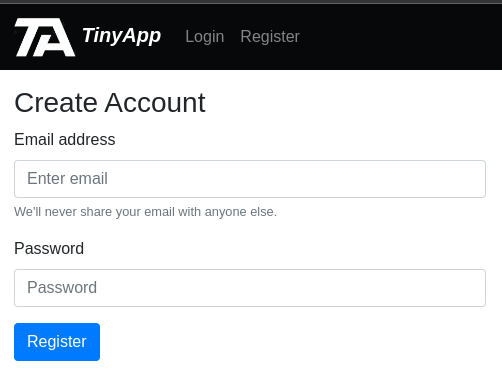 TA TinyApp Login Register
Create Account
Email address
Enter email
We'll never share your email with anyone else.
Password
Password
Register